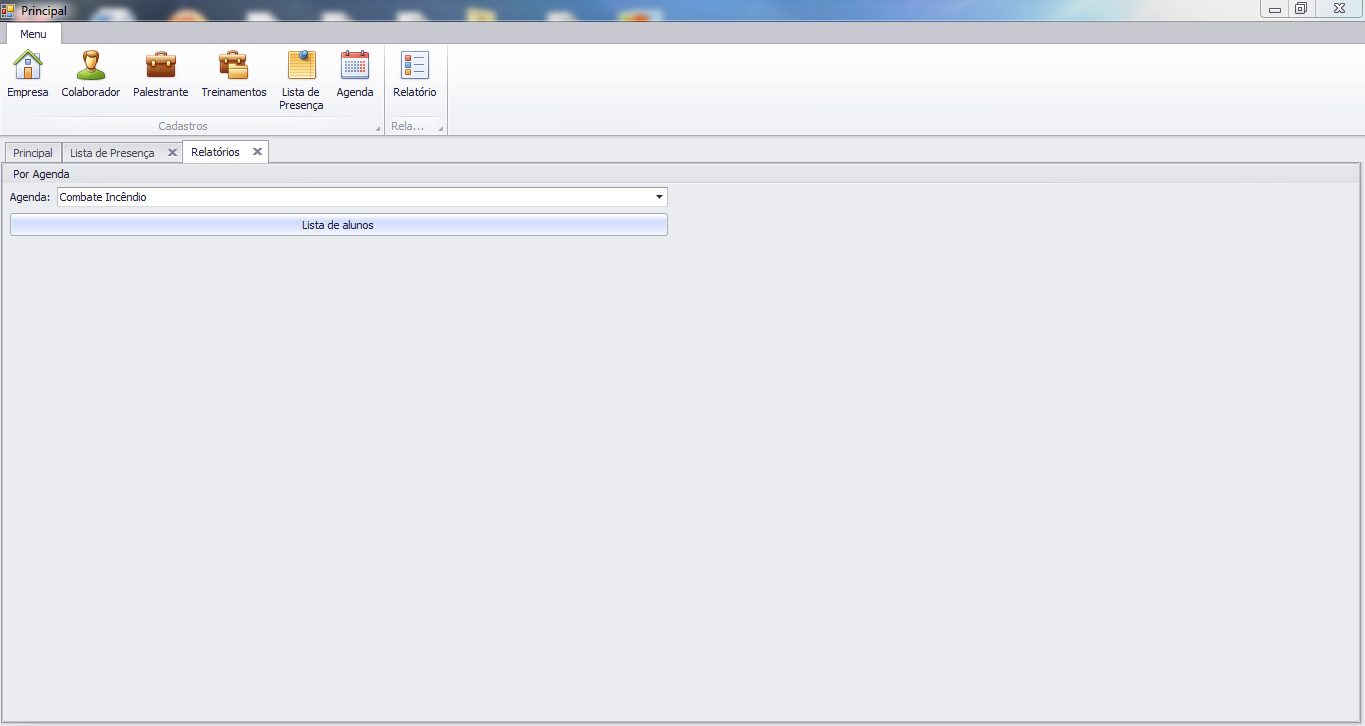 Principal
Menu
Empresa
Colaborador
Palestrante
Treinamentos
Lista de
Presença
Agenda
Relatório
Cadastros
Rela...
Principal
Lista de Presença
Relatórios
Por Agenda
Agenda: Combate Incêndio
Lista de alunos